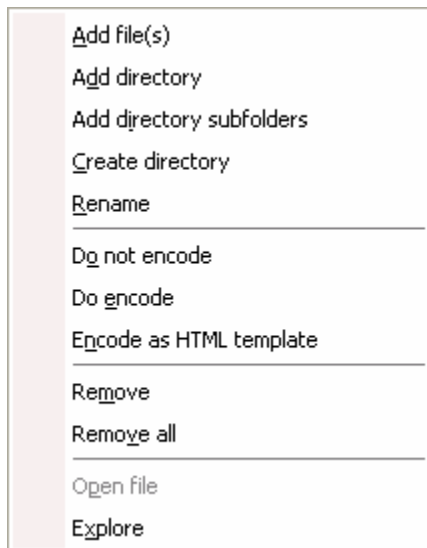 Add file(s)
Add directory
Add directory subfolders
Create directory
Rename
Do not encode
Do encode
Encode as HTML template
Remove
Remove all
Open file
Explore